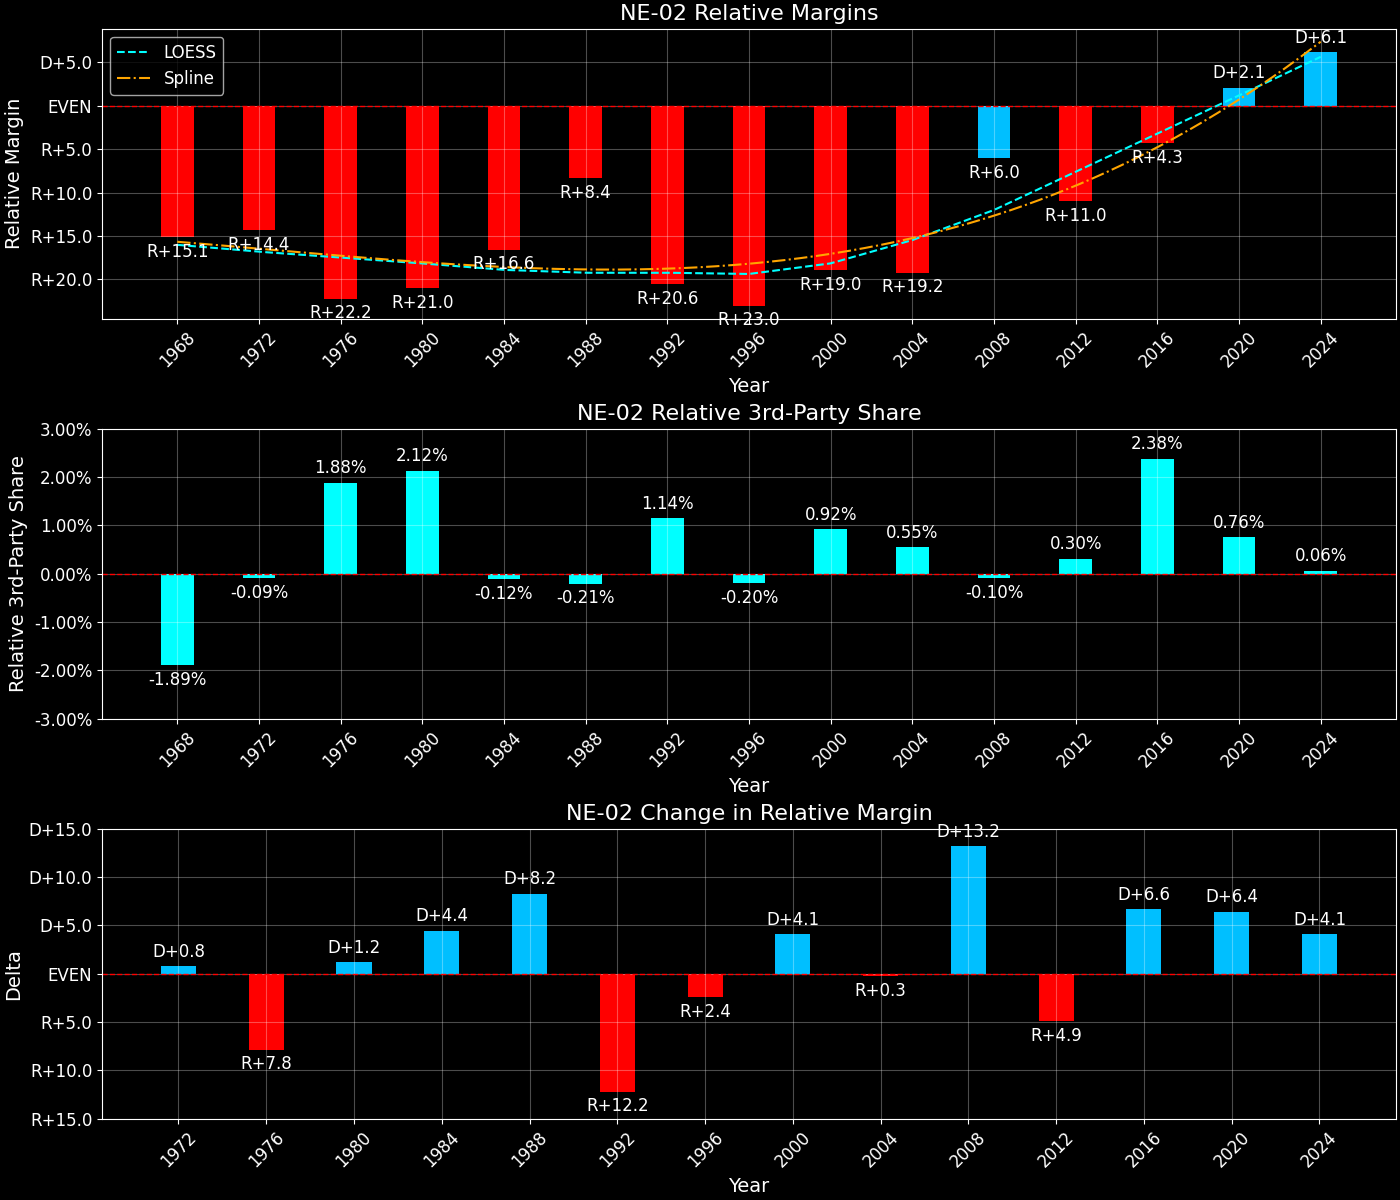 NE-02 Relative Margins
LOESS
Spline
Relative Margin
D+5.0
EVEN
R+5.0
R+10.0
R+15.0
R+20.0
R+15.1
R+14.4
R+22.2
R+21.0
R+16.6
R+8.4
R+20.6
R+23.0
R+19.0
R+19.2
R+6.0
R+11.0
R+4.3
D+2.1
D+6.1
1968 1972 1976 1980 1984 1988 1992 1996 2000 2004 2008 2012 2016 2020 2024
Year
NE-02 Relative 3rd-Party Share
Relative 3rd-Party Share
3.00%
2.00%
1.00%
0.00%
-1.00%
-2.00%
-3.00%
-1.89%
-0.09%
1.88%
2.12%
-0.12%
-0.21%
1.14%
-0.20%
0.92%
0.55%
-0.10%
0.30%
2.38%
0.76%
0.06%
1968 1972 1976 1980 1984 1988 1992 1996 2000 2004 2008 2012 2016 2020 2024
Year
NE-02 Change in Relative Margin
Delta
D+15.0
D+10.0
D+5.0
EVEN
R+5.0
R+10.0
R+15.0
D+0.8
R+7.8
D+1.2
D+4.4
D+8.2
R+12.2
R+2.4
D+4.1
R+0.3
D+13.2
R+4.9
D+6.6
D+6.4
D+4.1
1972 1976 1980 1984 1988 1992 1996 2000 2004 2008 2012 2016 2020 2024
Year